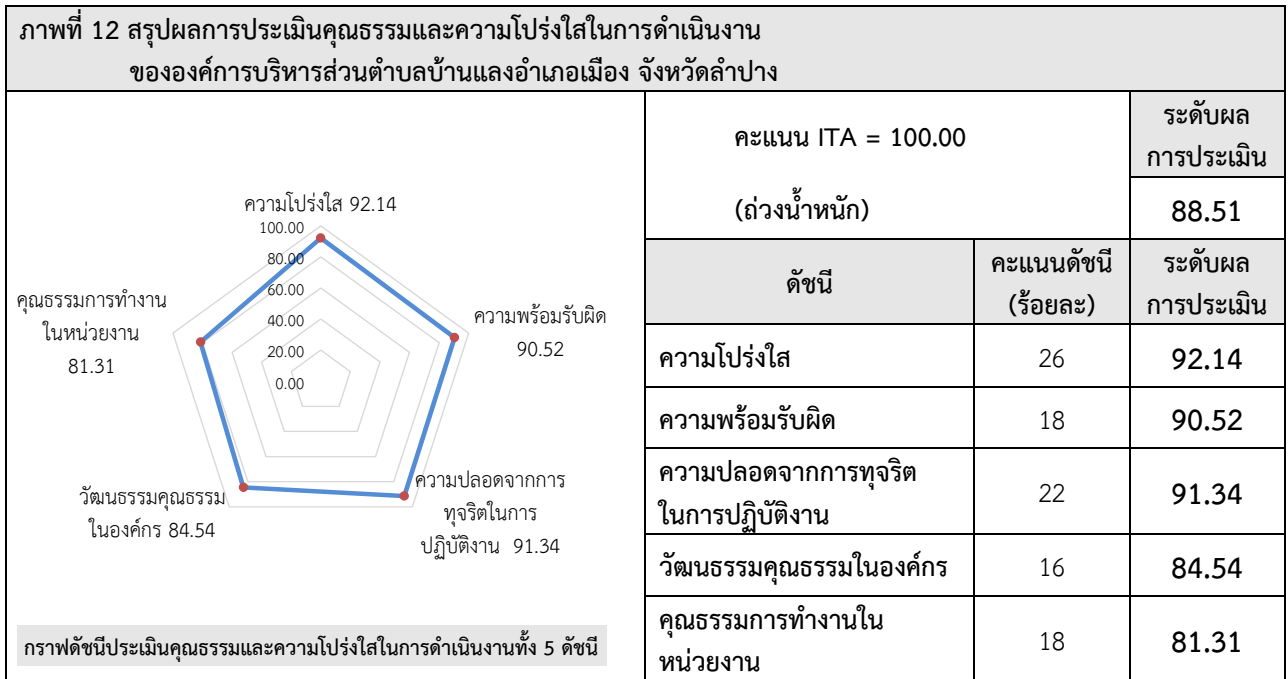 ภาพที่ 12 สรุปผลการประเมินคุณธรรมและความโปร่งใสในการดำเนินงาน
ขององค์การบริหารส่วนตำบลบ้านแลงอำเภอเมือง จังหวัดลำปาง
ความโปร่งใส 92.14
100.00
80.00
60.00
40.00
20.00
0.00
ความพร้อมรับผิด
90.52
ความปลอดจากการ
ทุจริตในการ
ปฏิบัติงาน 91.34
วัฒนธรรมคุณธรรม
ในองค์กร 84.54
คุณธรรมการทำงาน
ในหน่วยงาน
81.31
กราฟดัชนีประเมินคุณธรรมและความโปร่งใสในการดำเนินงานทั้ง 5 ดัชนี
คะแนน ITA = 100.00
(ถ่วงน้ำหนัก)
ระดับผล
การประเมิน
88.51
ดัชนี
คะแนนดัชนี
(ร้อยละ)
ระดับผล
การประเมิน
ความโปร่งใส
26
92.14
ความพร้อมรับผิด
18
90.52
ความปลอดจากการทุจริต
ในการปฏิบัติงาน
22
91.34
วัฒนธรรมคุณธรรมในองค์กร
16
84.54
คุณธรรมการทำงานใน
หน่วยงาน
18
81.31